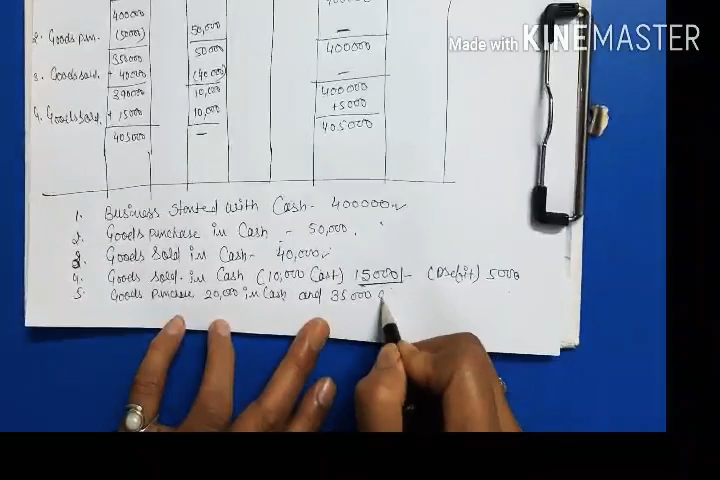 400000
400000
2. Goods pur. (50000) 50,000 —
350000 50000 400000
3. Goods sold + 40000 (40000) —
390000 10,000 400000
4. Goods sold. + 15000 10,000 +5000
405000 — 405000
1. Business started with Cash - 400000
2. Goods purchase in Cash - 50,000.
3. Goods sold in Cash - 40,000
4. Goods sold in Cash (10,000 Cost) 15000/- 5000
5. Goods purchase 20,000 in Cash and 35000
Made with KINEMASTER